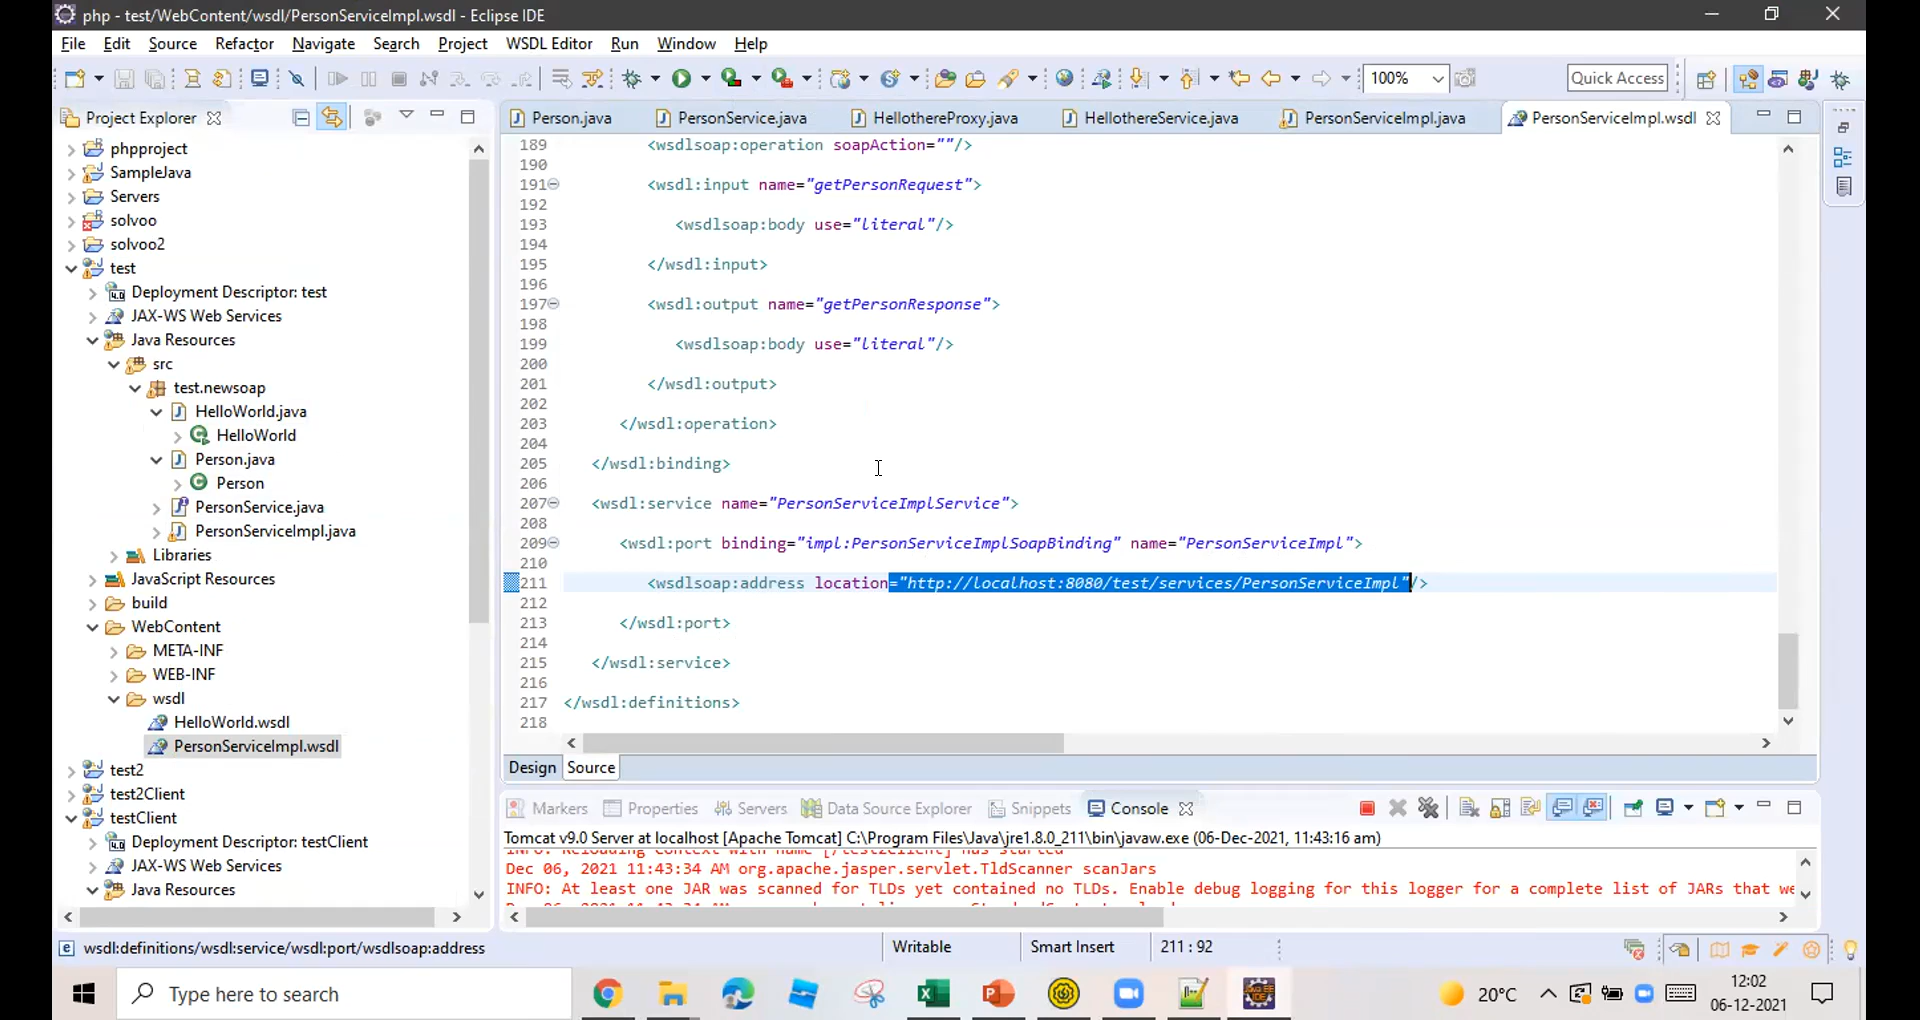 php - test/WebContent/wsdl/PersonServiceImpl.wsdl - Eclipse IDE
File Edit Source Refactor Navigate Search Project WSDL Editor Run Window Help
100% Quick Access
Project Explorer
Person.java PersonService.java HellothereProxy.java HellothereService.java PersonServiceImpl.java PersonServiceImpl.wsdl
phpproject
SampleJava
Servers
solvoo
solvoo2
test
Deployment Descriptor: test
JAX-WS Web Services
Java Resources
src
test.newsoap
HelloWorld.java
HelloWorld
Person.java
Person
PersonService.java
PersonServiceImpl.java
Libraries
JavaScript Resources
build
WebContent
META-INF
WEB-INF
wsdl
HelloWorld.wsdl
PersonServiceImpl.wsdl
test2
test2Client
testClient
Deployment Descriptor: testClient
JAX-WS Web Services
Java Resources
189 <wsdlsoap:operation soapAction=""/>
190
191 <wsdl:input name="getPersonRequest">
192
193 <wsdlsoap:body use="literal"/>
194
195 </wsdl:input>
196
197 <wsdl:output name="getPersonResponse">
198
199 <wsdlsoap:body use="literal"/>
200
201 </wsdl:output>
202
203 </wsdl:operation>
204
205 </wsdl:binding>
206
207 <wsdl:service name="PersonServiceImplService">
208
209 <wsdl:port binding="impl:PersonServiceImplSoapBinding" name="PersonServiceImpl">
210
211 <wsdlsoap:address location="http://localhost:8080/test/services/PersonServiceImpl"/>
212
213 </wsdl:port>
214
215 </wsdl:service>
216
217 </wsdl:definitions>
218
Design Source
Markers Properties Servers Data Source Explorer Snippets Console
Tomcat v9.0 Server at localhost [Apache Tomcat] C:\Program Files\Java\jre1.8.0_211\bin\javaw.exe (06-Dec-2021, 11:43:16 am)
INFO: Reloading Context with name [/test2Client] has started
Dec 06, 2021 11:43:34 AM org.apache.jasper.servlet.TldScanner scanJars
INFO: At least one JAR was scanned for TLDs yet contained no TLDs. Enable debug logging for this logger for a complete list of JARs that we
wsdl:definitions/wsdl:service/wsdl:port/wsdlsoap:address
Writable Smart Insert 211 : 92
Type here to search
20°C
12:02
06-12-2021